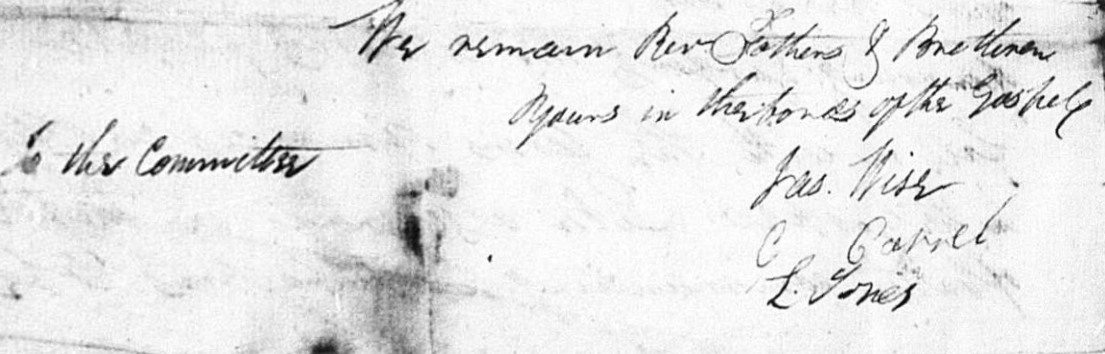 We remain Rev Fathers & Brethren
yours in the bonds of the Gospel
To the Committee
Jas. Wise
C Carrel
L. Jones